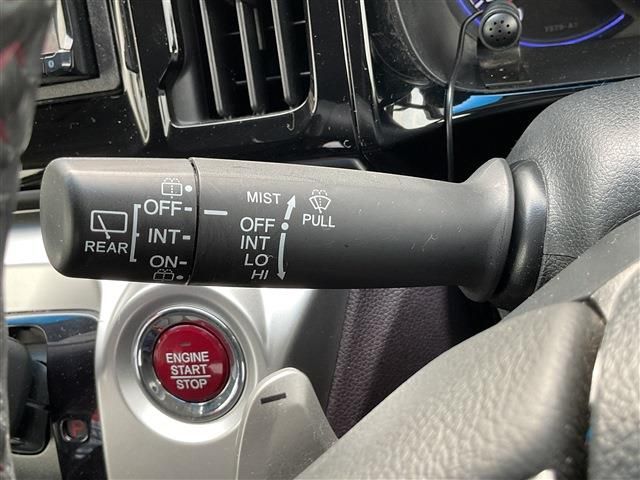 OFF
REAR
INT
ON
MIST
OFF
INT
LO
HI
PULL
ENGINE
START
STOP